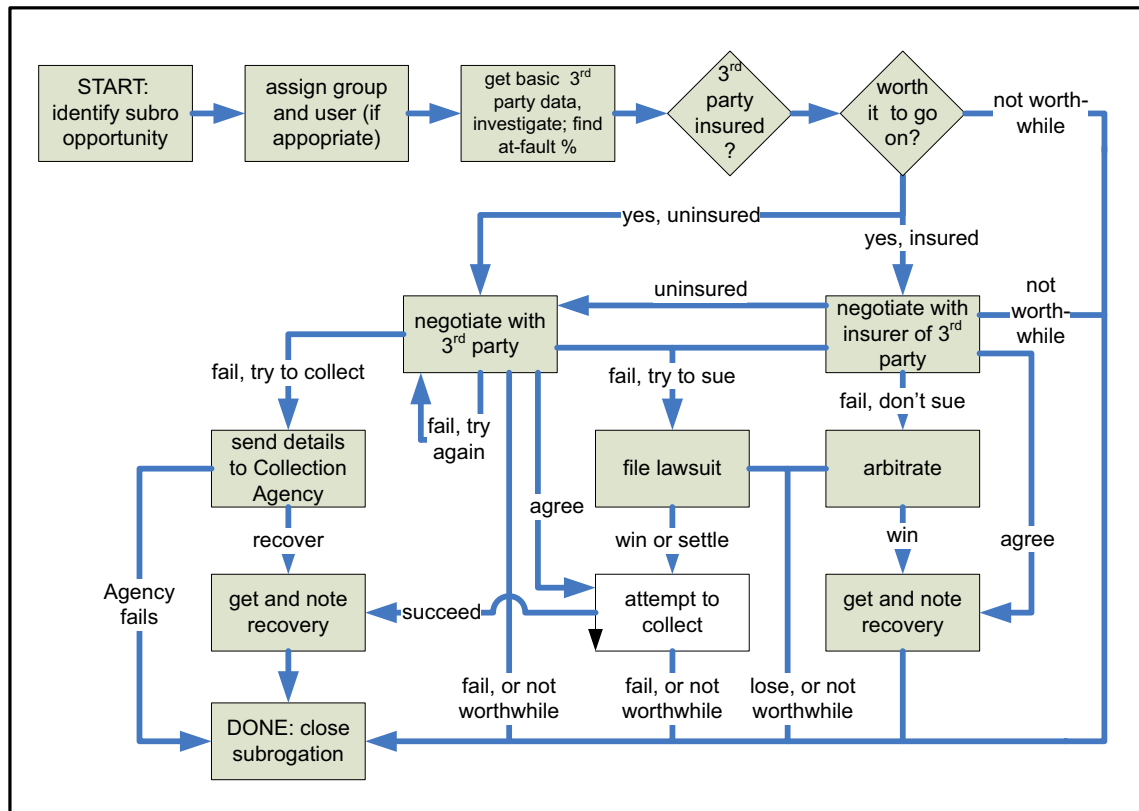 START:
identify subro
opportunity
assign group
and user (if
appopriate)
get basic 3rd
party data,
investigate; find
at-fault %
3rd
party
insured
?
worth
it to go
on?
not worth-
while
yes, uninsured
yes, insured
uninsured
not
worth-
while
negotiate with
3rd party
negotiate with
insurer of 3rd
party
fail, try to collect
fail, try to sue
fail, don't sue
fail, try
again
send details
to Collection
Agency
file lawsuit
arbitrate
agree
recover
win or settle
win
agree
Agency
fails
get and note
recovery
succeed
attempt to
collect
get and note
recovery
fail, or not
worthwhile
fail, or not
worthwhile
lose, or not
worthwhile
DONE: close
subrogation